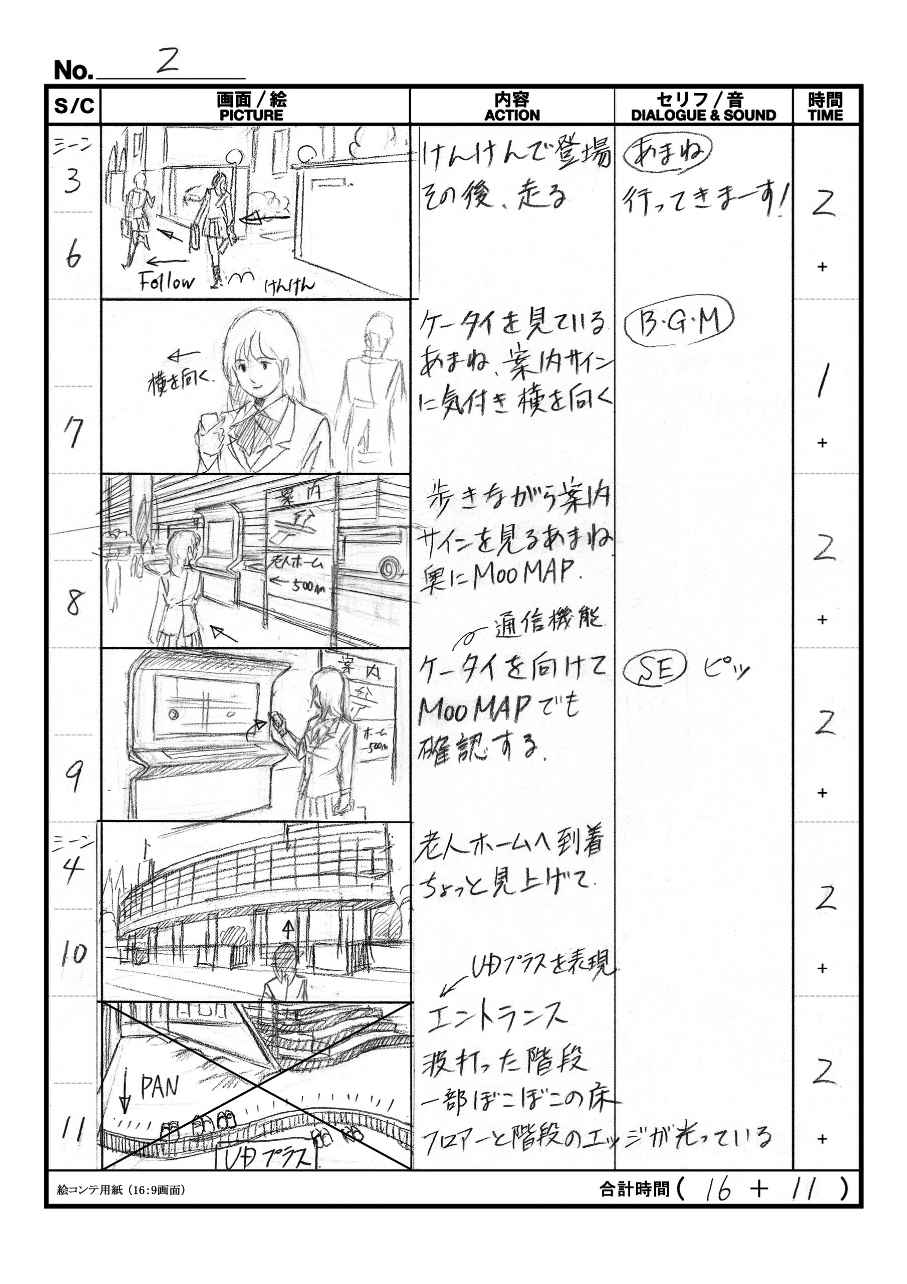 No. 2
S/C
画面/絵
PICTURE
内容
ACTION
セリフ/音
DIALOGUE & SOUND
時間
TIME
シーン
3
6
Follow
けんけん
けんけんで登場
その後、走る
あまね
行ってきまーす!
2
+
7
横を向く.
ケータイを見ている
あまね、案内サイン
に気付き横を向く
B・G・M
1
+
8
案内
老人ホーム
← 500m
歩きながら案内
サインを見るあまね
奥にMooMAP.
2
+
9
案内
ホーム
500m
通信機能
ケータイを向けて
MooMAPでも
確認する.
SE ピッ
2
+
シーン
4
10
老人ホームへ到着
ちょっと見上げて.
2
+
11
PAN
UDプラス
UDプラスを表現
エントランス
波打った階段
一部ぼこぼこの床
フロアーと階段のエッジが光っている
2
+
絵コンテ用紙(16:9画面)
合計時間( 16 + 11 )